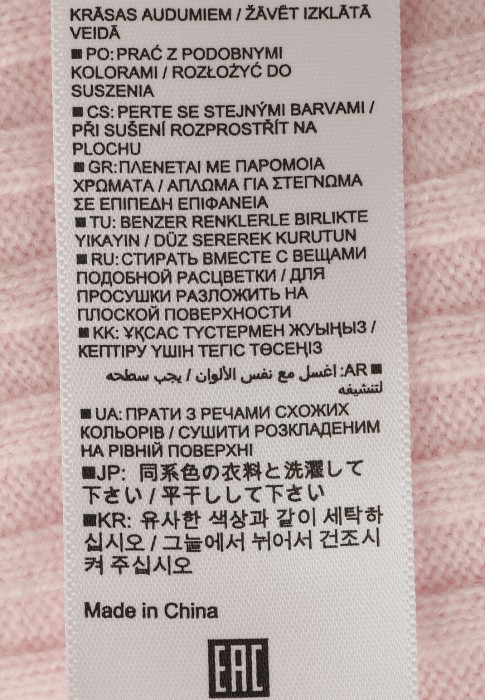 KRĀSAS AUDUMIEM / ŽĀVĒT IZKLĀTĀ
VEIDĀ
■ PO: PRAĆ Z PODOBNYMI
KOLORAMI / ROZŁOŻYĆ DO
SUSZENIA
■ CS: PERTE SE STEJNÝMI BARVAMI /
PŘI SUŠENÍ ROZPROSTŘÍT NA
PLOCHU
■ GR: ΠΛΕΝΕΤΑΙ ΜΕ ΠΑΡΟΜΟΙΑ
ΧΡΩΜΑΤΑ / ΑΠΛΩΜΑ ΓΙΑ ΣΤΕΓΝΩΜΑ
ΣΕ ΕΠΙΠΕΔΗ ΕΠΙΦΑΝΕΙΑ
■ TU: BENZER RENKLERLE BIRLIKTE
YIKAYIN / DÜZ SEREREK KURUTUN
■ RU: СТИРАТЬ ВМЕСТЕ С ВЕЩАМИ
ПОДОБНОЙ РАСЦВЕТКИ / ДЛЯ
ПРОСУШКИ РАЗЛОЖИТЬ НА
ПЛОСКОЙ ПОВЕРХНОСТИ
■ KK: ҰҚСАС ТҮСТЕРМЕН ЖУЫҢЫЗ /
КЕПТІРУ ҮШІН ТЕГІС ТӨСЕҢІЗ
■ AR: اغسل مع نفس الألوان / يجب سطحه
لتنشيفه
■ UA: ПРАТИ З РЕЧАМИ СХОЖИХ
КОЛЬОРІВ / СУШИТИ РОЗКЛАДЕНИМ
НА РІВНІЙ ПОВЕРХНІ
■JP: 同系色の衣料と洗濯して
下さい / 平干しして下さい
■KR: 유사한 색상과 같이 세탁하
십시오 / 그늘에서 뉘어서 건조시
켜 주십시오
Made in China
EAC